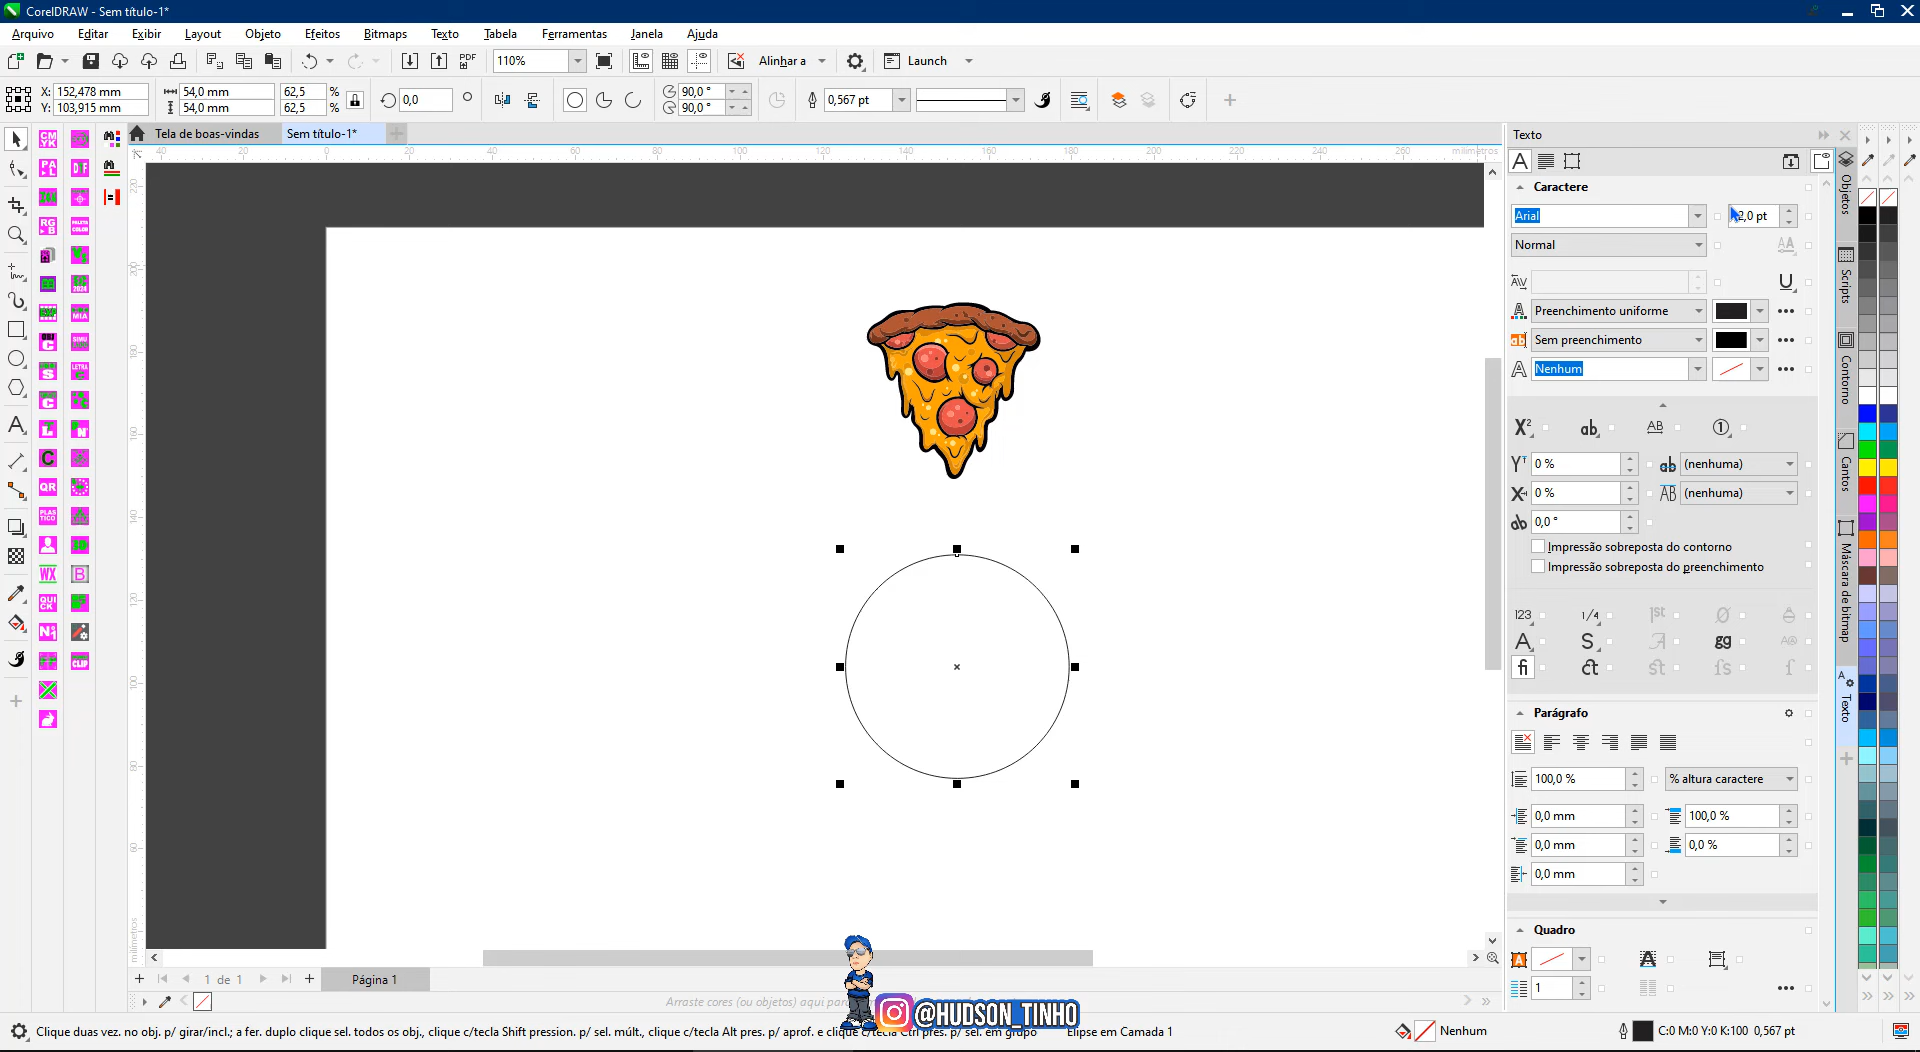 CorelDRAW - Sem título-1*
Arquivo Editar Exibir Layout Objeto Efeitos Bitmaps Texto Tabela Ferramentas Janela Ajuda
PDF 110% Alinhar a Launch
X: 152,478 mm 54,0 mm 62,5 %
Y: 103,915 mm 54,0 mm 62,5 %
0,0 90,0 ° 90,0 ° 0,567 pt
Tela de boas-vindas Sem título-1*
Texto
Caractere
Arial 2,0 pt
Normal
Preenchimento uniforme
Sem preenchimento
Nenhum
0 % (nenhuma)
0 % (nenhuma)
0,0 °
Impressão sobreposta do contorno
Impressão sobreposta do preenchimento
Parágrafo
100,0 % % altura caractere
0,0 mm 100,0 %
0,0 mm 0,0 %
0,0 mm
Quadro
1
Objetos
Scripts
Contorno
Cantos
Máscara de bitmap
Texto
1 de 1 Página 1
Arraste cores (ou objetos) aqui par
@HUDSON_TINHO
Clique duas vez. no obj. p/ girar/incl.; a fer. duplo clique sel. todos os obj., clique c/tecla Shift pression. p/ sel. múlt., clique c/tecla Alt pres. p/ aprof. e clique c/tecla Ctrl pres. p/ sel. em grupo Elipse em Camada 1 Nenhum C:0 M:0 Y:0 K:100 0,567 pt